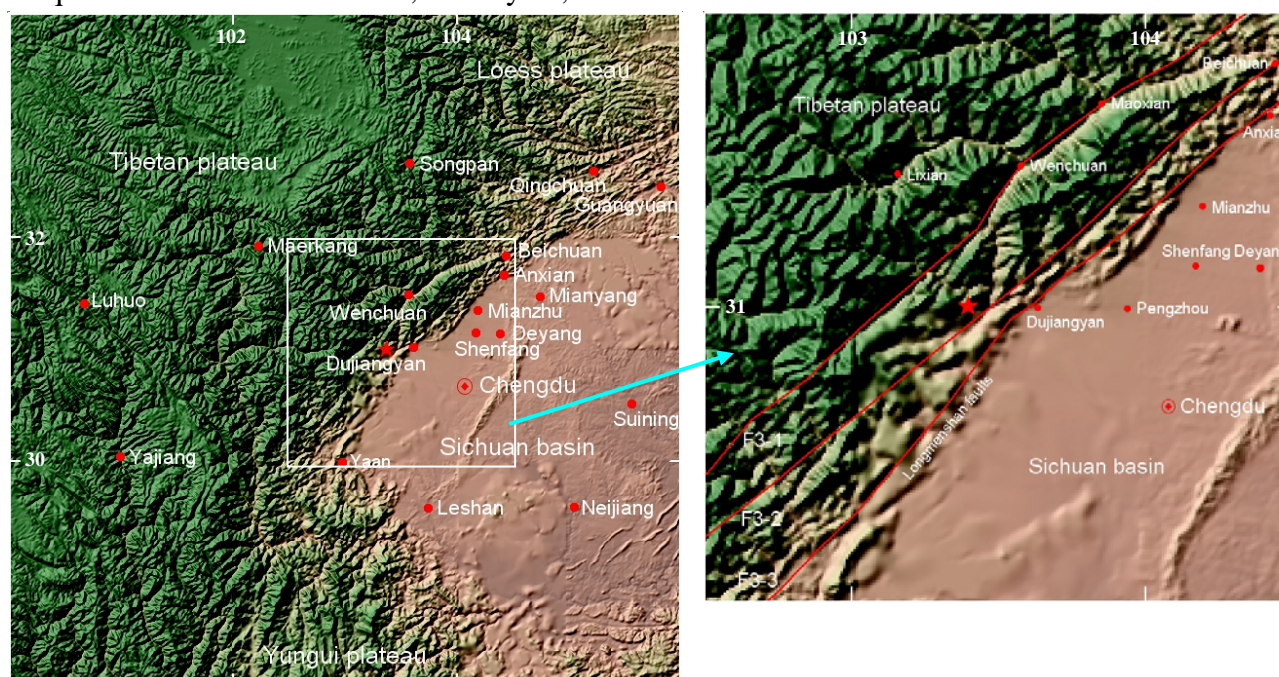 102
104
Loess plateau
Tibetan plateau
Songpan
Qingchuan
Guangyuan
32
Maerkang
Beichuan
Anxian
Luhuo
Mianyang
Wenchuan
Mianzhu
Deyang
Shenfang
Dujiangyan
Chengdu
Suining
Sichuan basin
30
Yajiang
Yaan
Leshan
Neijiang
Yungui plateau
103
104
Beichuan
Tibetan plateau
Maoxian
Anxia
Wenchuan
Lixian
Mianzhu
Shenfang Deyan
31
Dujiangyan
Pengzhou
Longmenshan faults
Chengdu
F3-1
Sichuan basin
F3-2
F3-3